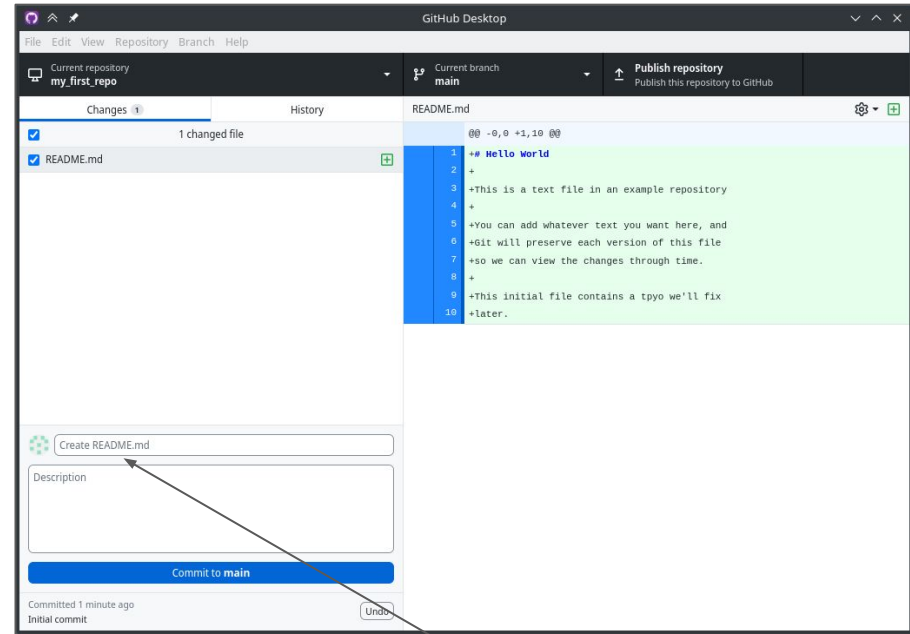 GitHub Desktop
File Edit View Repository Branch Help
Current repository
my_first_repo
Current branch
main
Publish repository
Publish this repository to GitHub
Changes 1
History
README.md
1 changed file
README.md
@@ -0,0 +1,10 @@
1 +# Hello World
2 +
3 +This is a text file in an example repository
4 +
5 +You can add whatever text you want here, and
6 +Git will preserve each version of this file
7 +so we can view the changes through time.
8 +
9 +This initial file contains a tpyo we'll fix
10 +later.
Create README.md
Description
Commit to main
Committed 1 minute ago
Initial commit
Undo